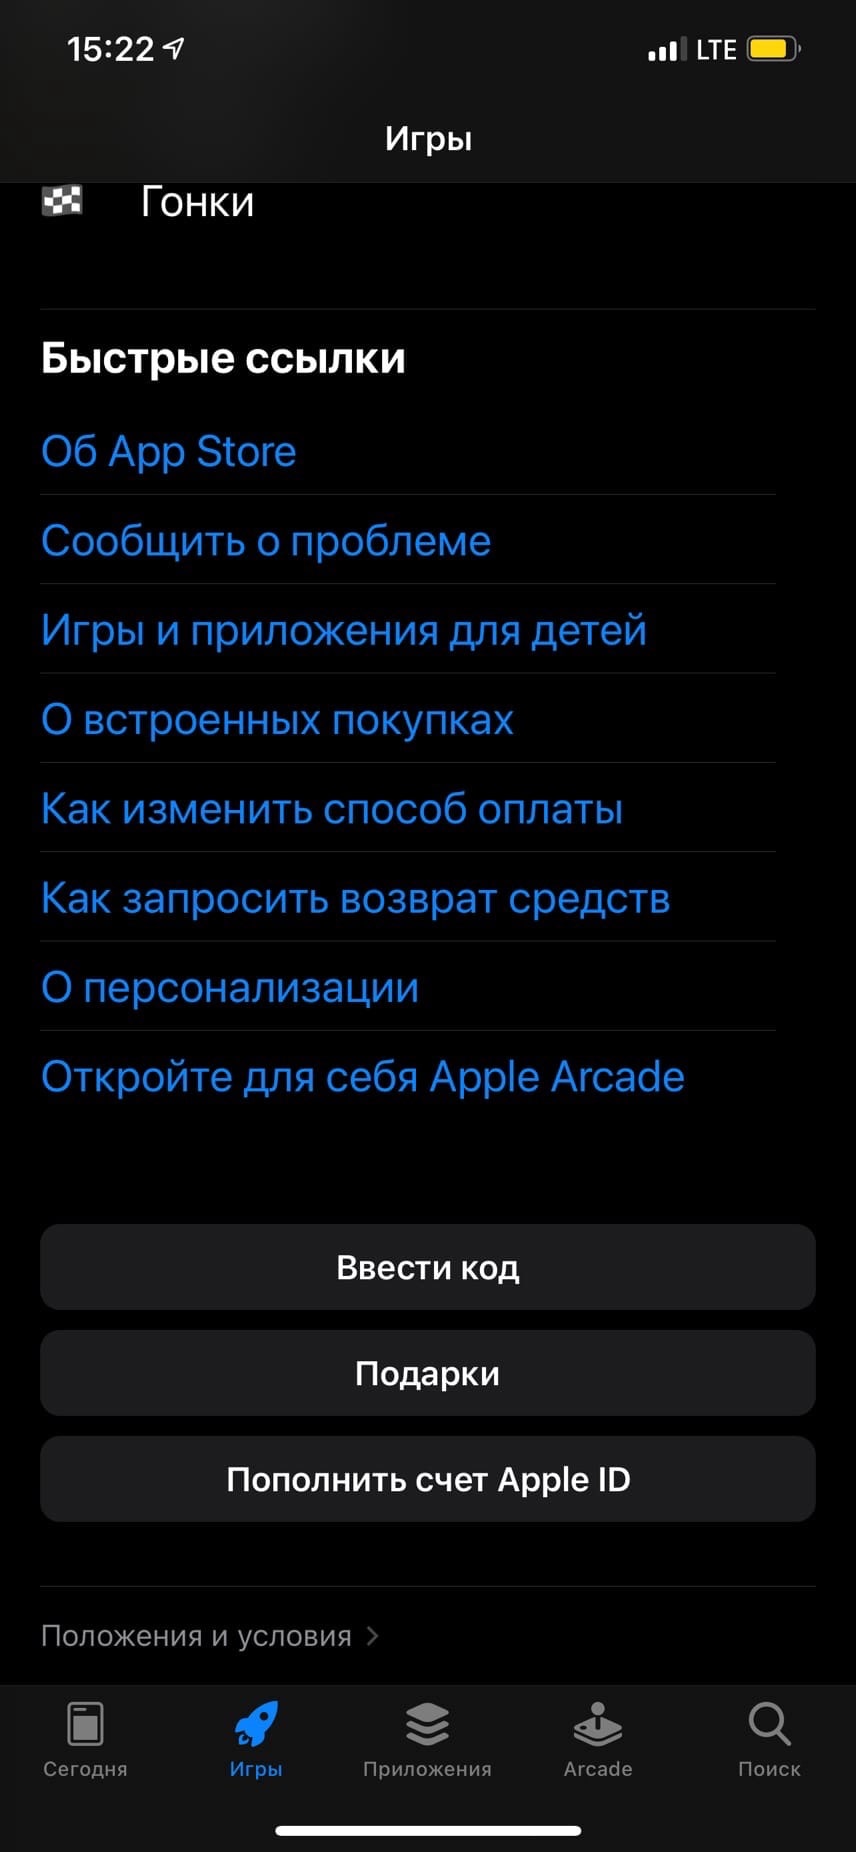 15:22
LTE
Игры
Гонки
Быстрые ссылки
Об App Store
Сообщить о проблеме
Игры и приложения для детей
О встроенных покупках
Как изменить способ оплаты
Как запросить возврат средств
О персонализации
Откройте для себя Apple Arcade
Ввести код
Подарки
Пополнить счет Apple ID
Положения и условия
Сегодня
Игры
Приложения
Arcade
Поиск